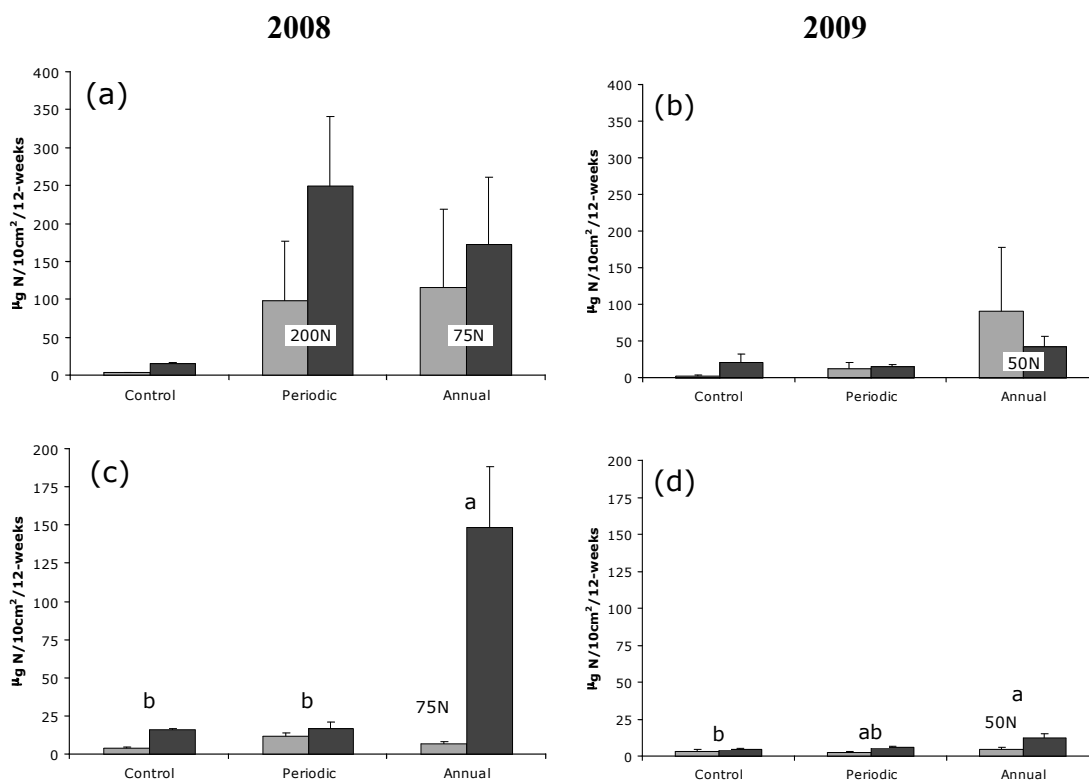 2008
2009
(a)
µg N/10cm²/12-weeks
400
350
300
250
200
150
100
50
0
200N
75N
Control
Periodic
Annual
(b)
µg N/10cm²/12-weeks
400
350
300
250
200
150
100
50
0
50N
Control
Periodic
Annual
(c)
µg N/10cm²/12-weeks
200
175
150
125
100
75
50
25
0
b
b
75N
a
Control
Periodic
Annual
(d)
µg N/10cm²/12-weeks
200
175
150
125
100
75
50
25
0
b
ab
a
50N
Control
Periodic
Annual